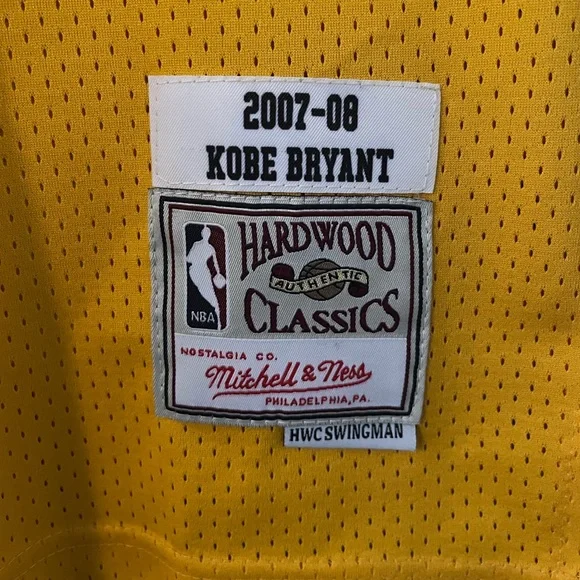 2007-08
KOBE BRYANT
HARDWOOD
AUTHENTIC
CLASSICS
NBA
NOSTALGIA CO.
Mitchell & Ness
PHILADELPHIA, PA.
HWC SWINGMAN